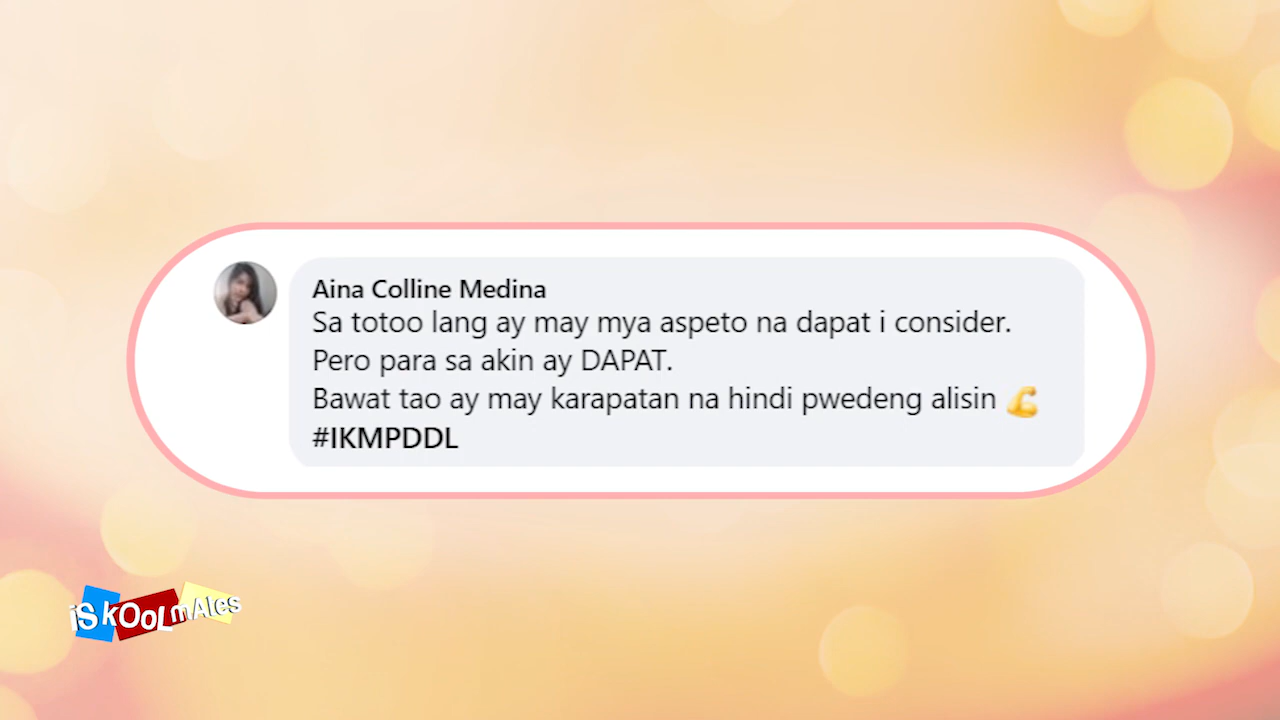 Aina Colline Medina
Sa totoo lang ay may mya aspeto na dapat i consider.
Pero para sa akin ay DAPAT.
Bawat tao ay may karapatan na hindi pwedeng alisin 💪
#IKMPDDL
iskOoLmAles